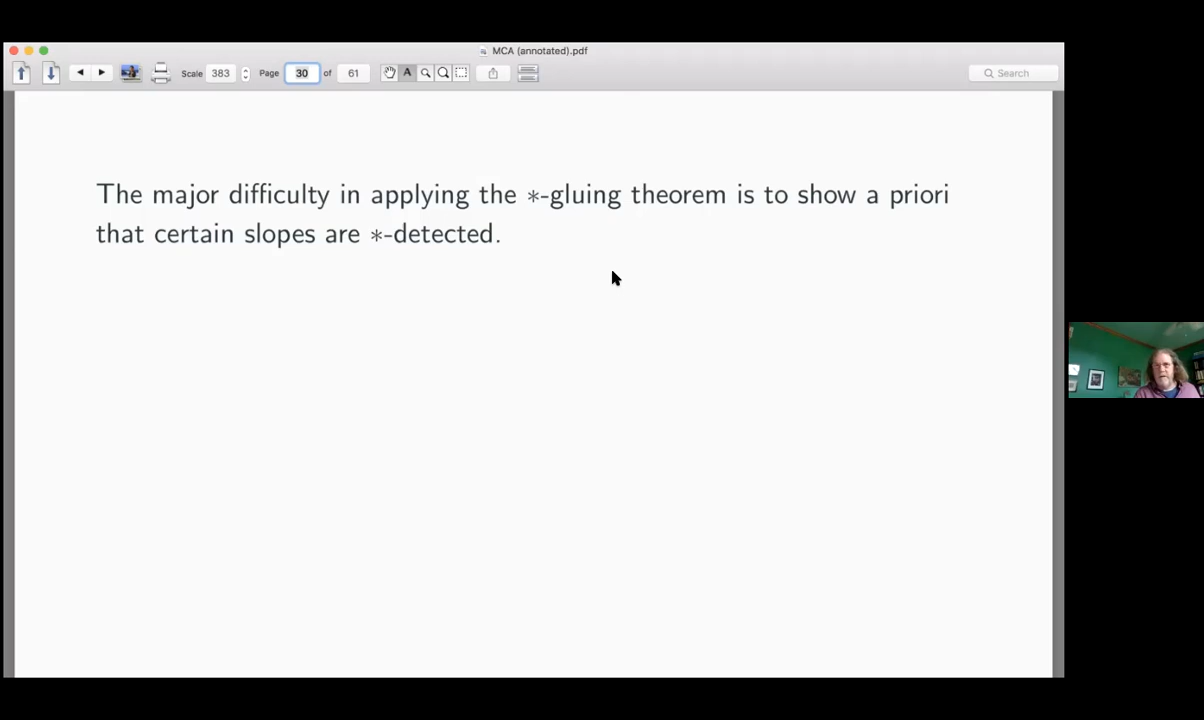 MCA (annotated).pdf
Scale 383 Page 30 of 61 A Search
The major difficulty in applying the *-gluing theorem is to show a priori
that certain slopes are *-detected.